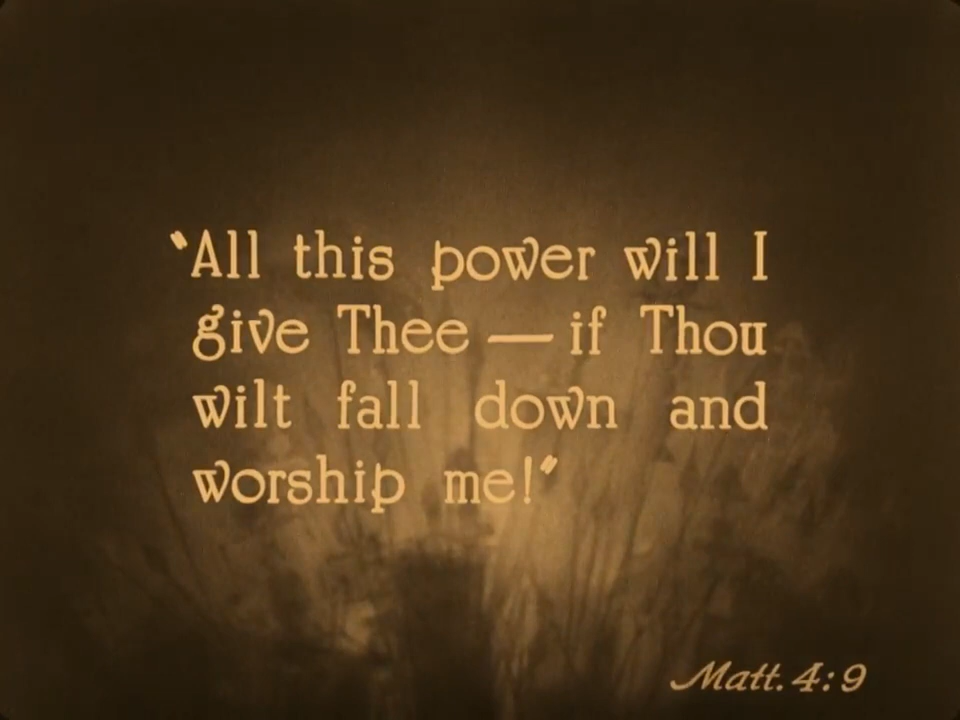 "All this power will I
give Thee — if Thou
wilt fall down and
worship me!"
Matt. 4:9